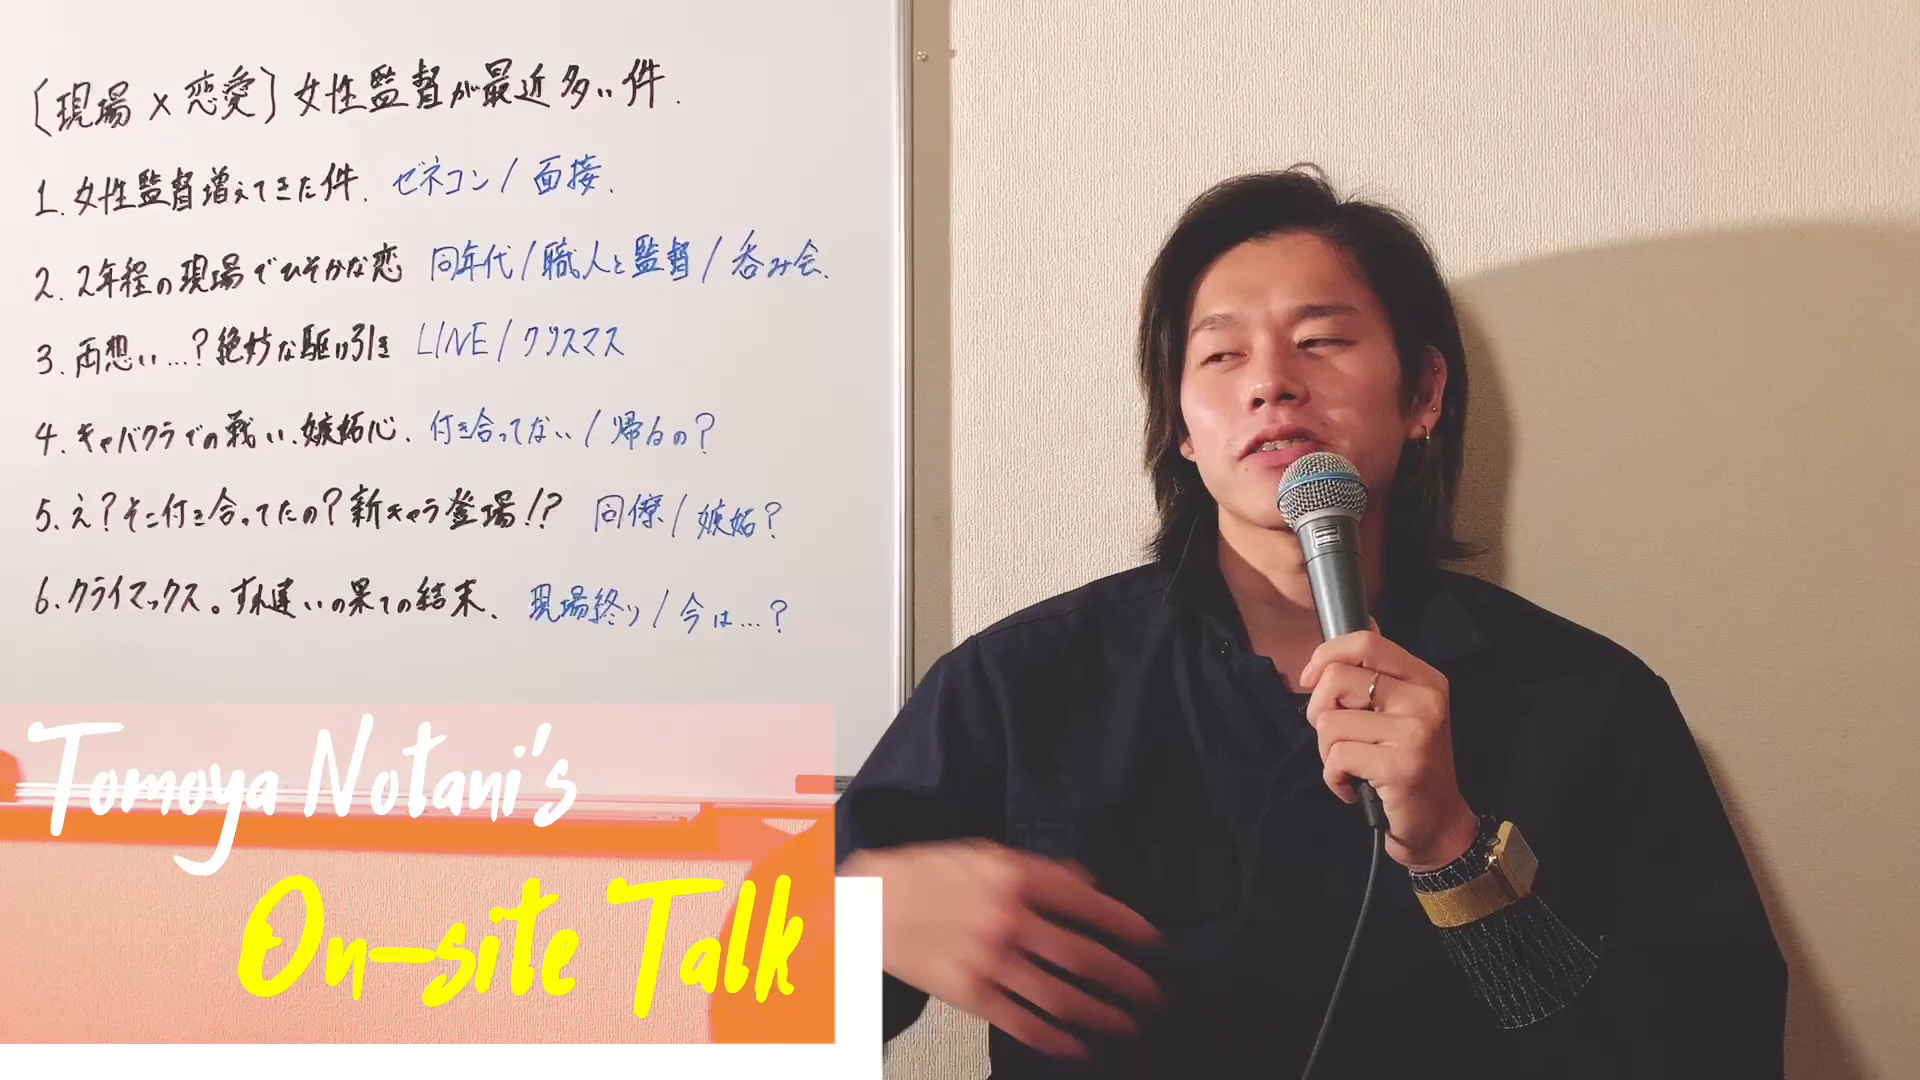 〔現場×恋愛〕女性監督が最近多い件.
1. 女性監督増えてきた件. ゼネコン/面接.
2. 2年程の現場でひそかな恋 同年代/職人と監督/呑み会.
3. 両想い…?絶妙な駆け引き LINE/クリスマス
4. キャバクラでの戦い、嫉妬心. 付き合ってない/帰るの?
5. え?そこ付き合ってたの?新キャラ登場!? 同僚/嫉妬?
6. クライマックス。すれ違いの果ての結末. 現場終り/今は…?
Tomoya Notani's
On-site Talk